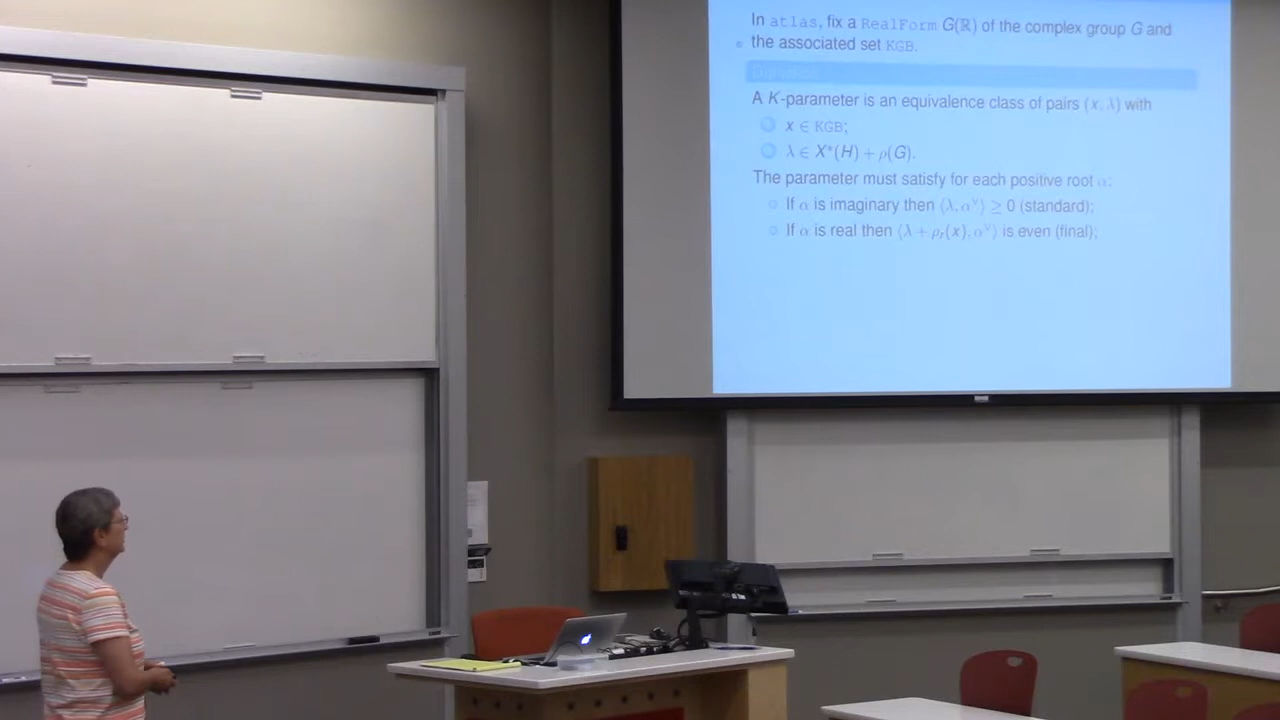 In atlas, fix a RealForm G(ℝ) of the complex group G and
the associated set KGB.
Definition
A K-parameter is an equivalence class of pairs (x, λ) with
x ∈ KGB;
λ ∈ X*(H) + ρ(G).
The parameter must satisfy for each positive root α:
If α is imaginary then ⟨λ, α^∨⟩ ≥ 0 (standard);
If α is real then ⟨λ + ρ_r(x), α^∨⟩ is even (final);